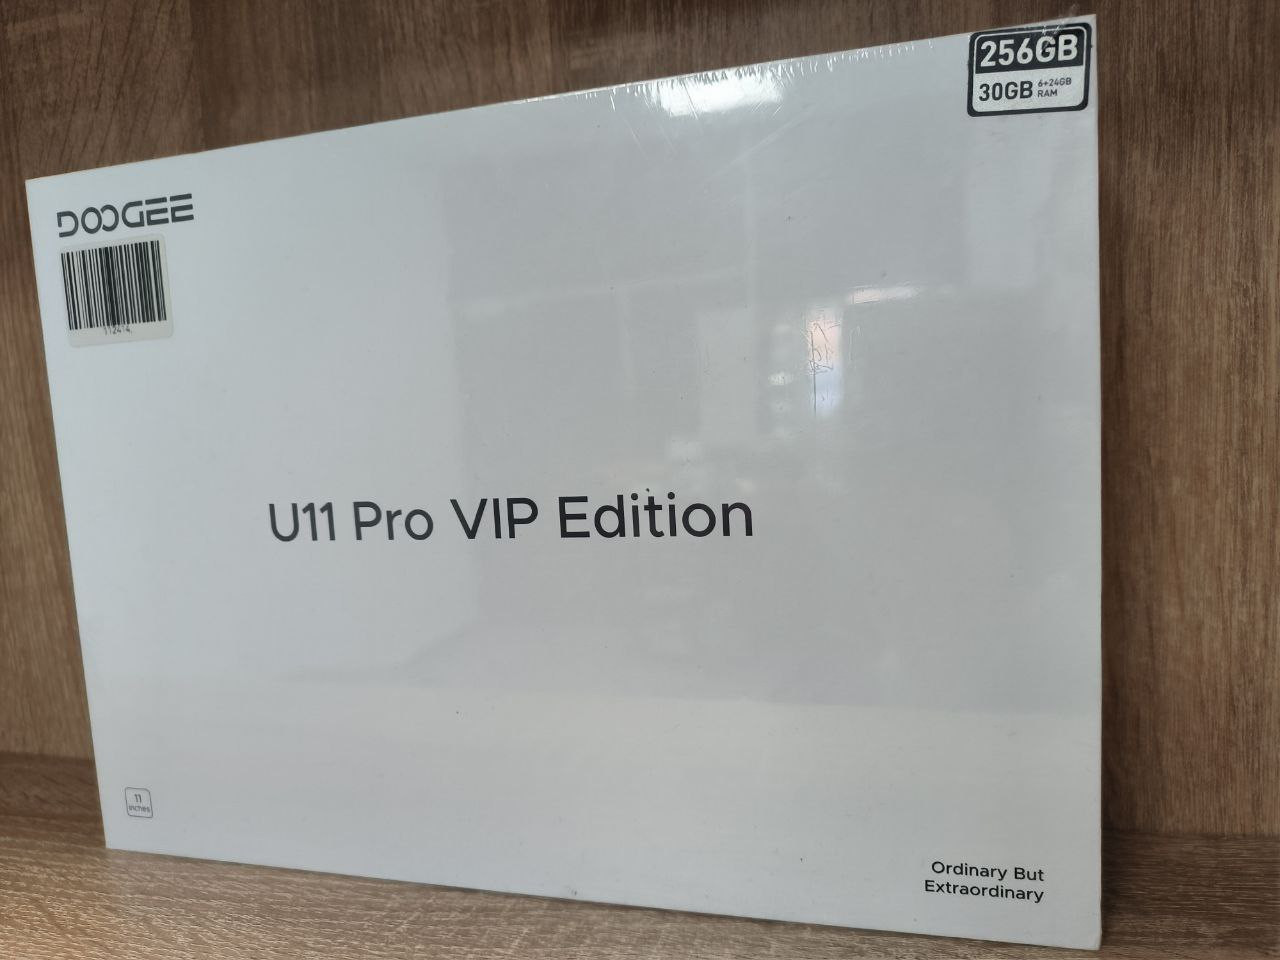 256GB
30GB 6+24GB
RAM
DOOGEE
U11 Pro VIP Edition
11
inches
Ordinary But
Extraordinary